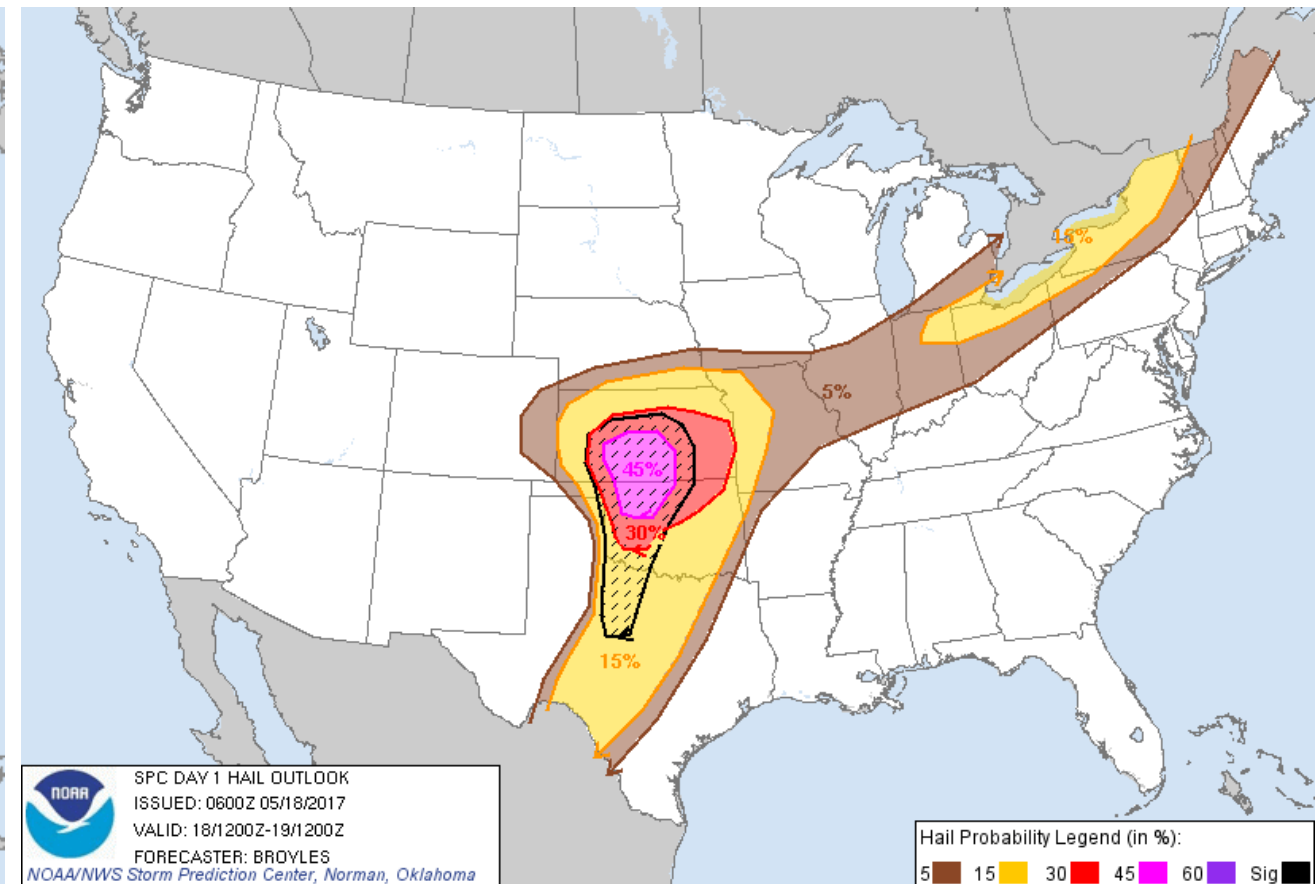 15%
5%
45%
30%
15%
NOAA
SPC DAY 1 HAIL OUTLOOK
ISSUED: 0600Z 05/18/2017
VALID: 18/1200Z-19/1200Z
FORECASTER: BROYLES
NOAA/NWS Storm Prediction Center, Norman, Oklahoma
Hail Probability Legend (in %):
5 15 30 45 60 Sig